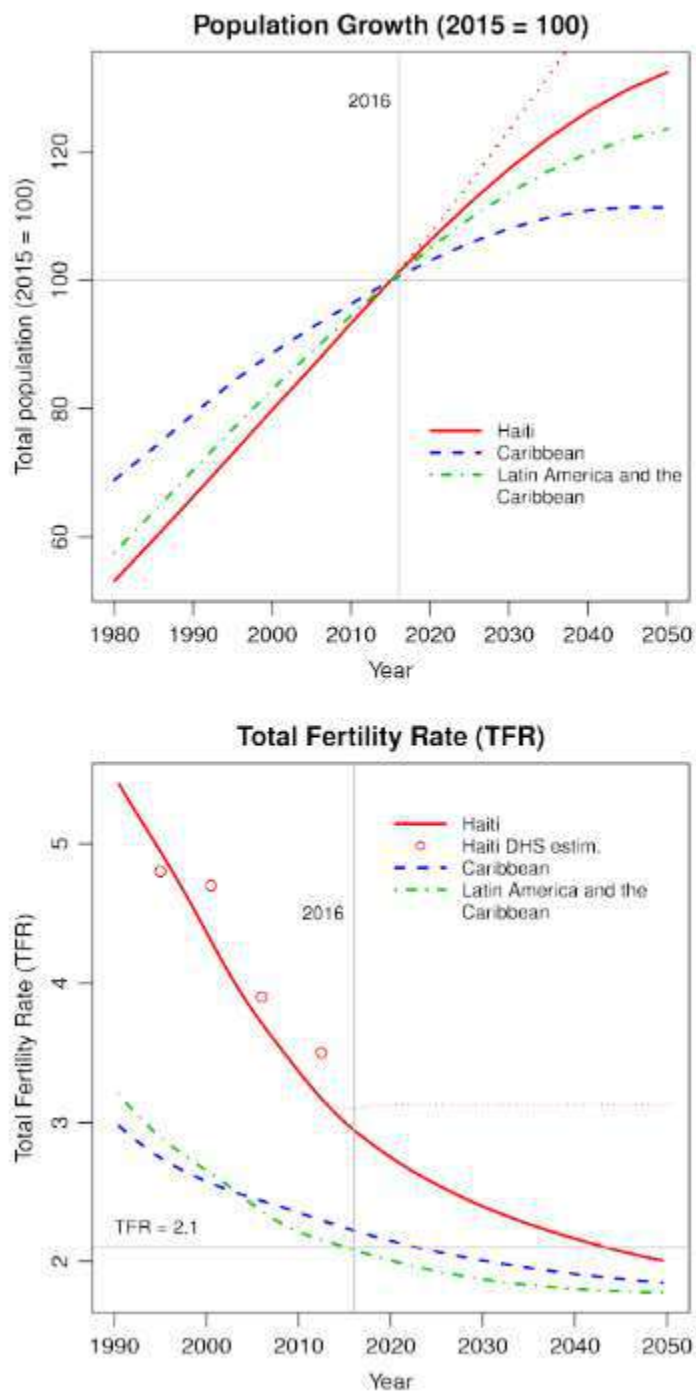 Population Growth (2015 = 100)
Total population (2015 = 100)
120
100
80
60
2016
Haiti
Caribbean
Latin America and the
Caribbean
1980 1990 2000 2010 2020 2030 2040 2050
Year
Total Fertility Rate (TFR)
Total Fertility Rate (TFR)
5
4
3
2
Haiti
Haiti DHS estim.
Caribbean
Latin America and the
Caribbean
2016
TFR = 2.1
1990 2000 2010 2020 2030 2040 2050
Year